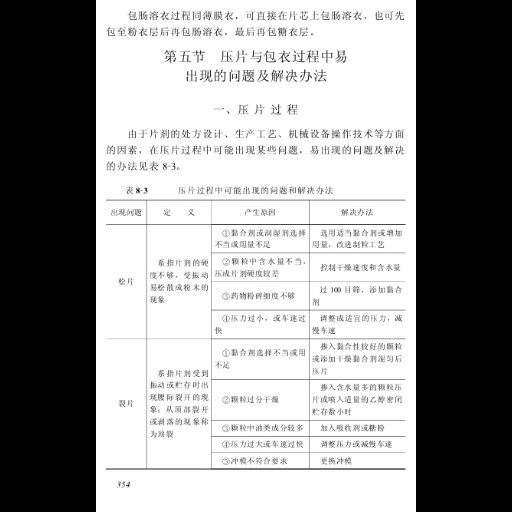 包肠溶衣过程同薄膜衣，可直接在片芯上包肠溶衣，也可先
包至粉衣层后再包肠溶衣，最后再包糖衣层。
第五节 压片与包衣过程中易
出现的问题及解决办法
一、压片过程
由于片剂的处方设计、生产工艺、机械设备操作技术等方面
的因素，在压片过程中可能出现某些问题，易出现的问题及解决
的办法见表 8-3。
表 8-3 压片过程中可能出现的问题和解决办法
出现问题 定 义 产生原因 解决办法
松片
系指片剂的硬
度不够，受振动
易松散成粉末的
现象
①黏合剂或润湿剂选择
不当或用量不足
选用适当黏合剂或增加
用量，改进制粒工艺
②颗粒中含水量不当，
压成片剂硬度较差
控制干燥速度和含水量
③药物粉碎细度不够
过 100 目筛，添加黏合
剂
④压力过小，或车速过
快
调整成适宜的压力，减
慢车速
裂片
系指片剂受到
振动或贮存时出
现腰际裂开的现
象；从顶部裂开
或剥落的现象称
为顶裂
①黏合剂选择不当或用
不足
掺入黏合性较好的颗粒
或添加干燥黏合剂混匀后
压片
②颗粒过分干燥
掺入含水量多的颗粒压
片或喷入适量的乙醇密闭
贮存数小时
③颗粒中油类成分较多
加入吸收剂或糖粉
④压力过大或车速过快
调整压力或减慢车速
⑤冲模不符合要求
更换冲模
354